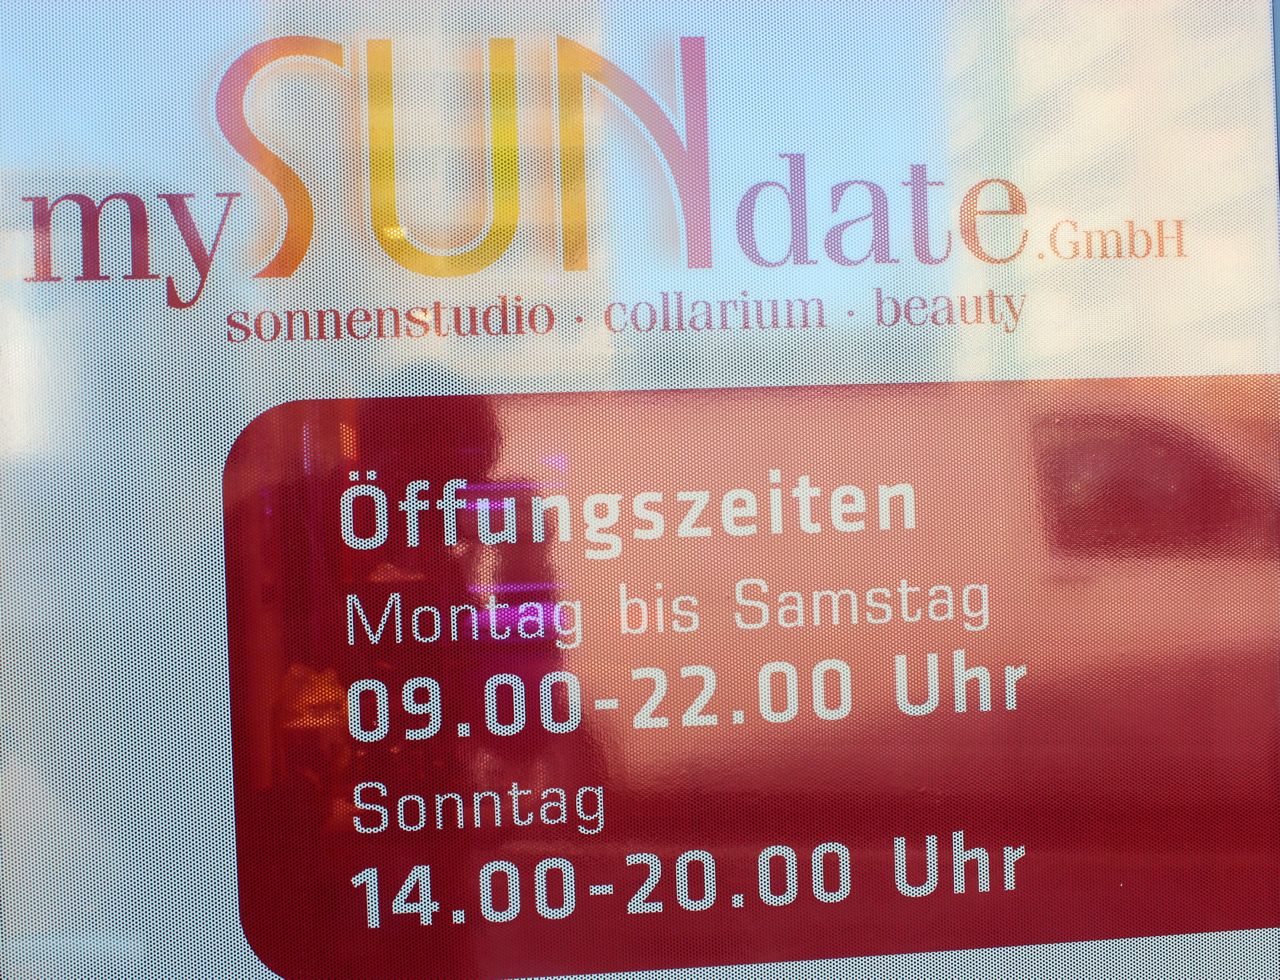 mySUNdate.GmbH
sonnenstudio · collarium · beauty
Öffungszeiten
Montag bis Samstag
09.00-22.00 Uhr
Sonntag
14.00-20.00 Uhr